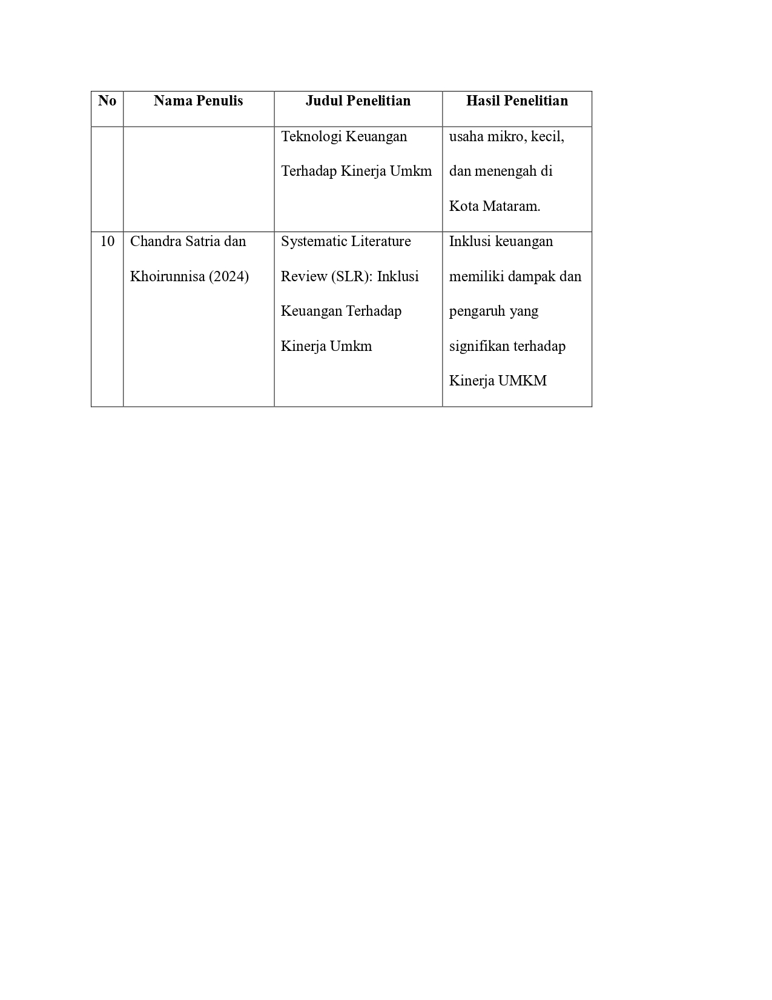 No Nama Penulis Judul Penelitian Hasil Penelitian
Teknologi Keuangan
Terhadap Kinerja Umkm
usaha mikro, kecil,
dan menengah di
Kota Mataram.
10
Chandra Satria dan
Khoirunnisa (2024)
Systematic Literature
Review (SLR): Inklusi
Keuangan Terhadap
Kinerja Umkm
Inklusi keuangan
memiliki dampak dan
pengaruh yang
signifikan terhadap
Kinerja UMKM